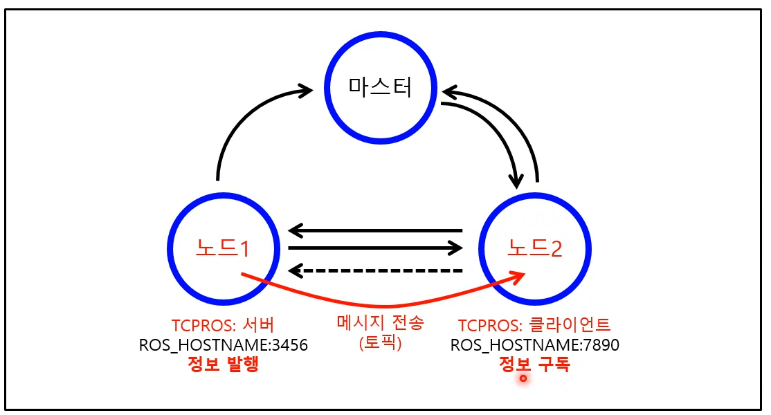 마스터
노드1
노드2
TCPROS: 서버
ROS_HOSTNAME:3456
정보 발행
메시지 전송
(토픽)
TCPROS: 클라이언트
ROS_HOSTNAME:7890
정보 구독